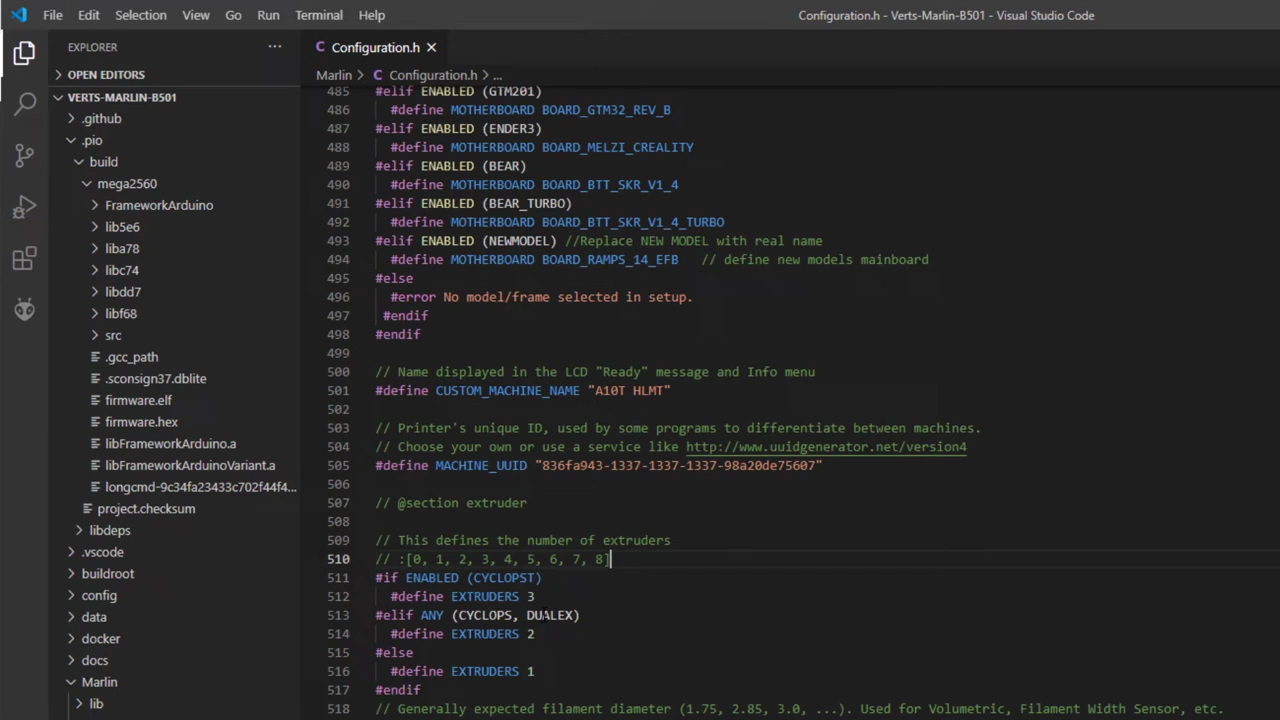 File Edit Selection View Go Run Terminal Help
Configuration.h - Verts-Marlin-B501 - Visual Studio Code
EXPLORER
OPEN EDITORS
VERTS-MARLIN-B501
.github
.pio
build
mega2560
FrameworkArduino
lib5e6
liba78
libc74
libdd7
libf68
src
.gcc_path
.sconsign37.dblite
firmware.elf
firmware.hex
libFrameworkArduino.a
libFrameworkArduinoVariant.a
longcmd-9c34fa23433c702f44f4...
project.checksum
libdeps
.vscode
buildroot
config
data
docker
docs
Marlin
lib
C Configuration.h
Marlin > C Configuration.h > ...
485 #elif ENABLED (GTM201)
486 #define MOTHERBOARD BOARD_GTM32_REV_B
487 #elif ENABLED (ENDER3)
488 #define MOTHERBOARD BOARD_MELZI_CREALITY
489 #elif ENABLED (BEAR)
490 #define MOTHERBOARD BOARD_BTT_SKR_V1_4
491 #elif ENABLED (BEAR_TURBO)
492 #define MOTHERBOARD BOARD_BTT_SKR_V1_4_TURBO
493 #elif ENABLED (NEWMODEL) //Replace NEW MODEL with real name
494 #define MOTHERBOARD BOARD_RAMPS_14_EFB // define new models mainboard
495 #else
496 #error No model/frame selected in setup.
497 #endif
498 #endif
499
500 // Name displayed in the LCD "Ready" message and Info menu
501 #define CUSTOM_MACHINE_NAME "A10T HLMT"
502
503 // Printer's unique ID, used by some programs to differentiate between machines.
504 // Choose your own or use a service like http://www.uuidgenerator.net/version4
505 #define MACHINE_UUID "836fa943-1337-1337-1337-98a20de75607"
506
507 // @section extruder
508
509 // This defines the number of extruders
510 // :[0, 1, 2, 3, 4, 5, 6, 7, 8]
511 #if ENABLED (CYCLOPST)
512 #define EXTRUDERS 3
513 #elif ANY (CYCLOPS, DUALEX)
514 #define EXTRUDERS 2
515 #else
516 #define EXTRUDERS 1
517 #endif
518 // Generally expected filament diameter (1.75, 2.85, 3.0, ...). Used for Volumetric, Filament Width Sensor, etc.